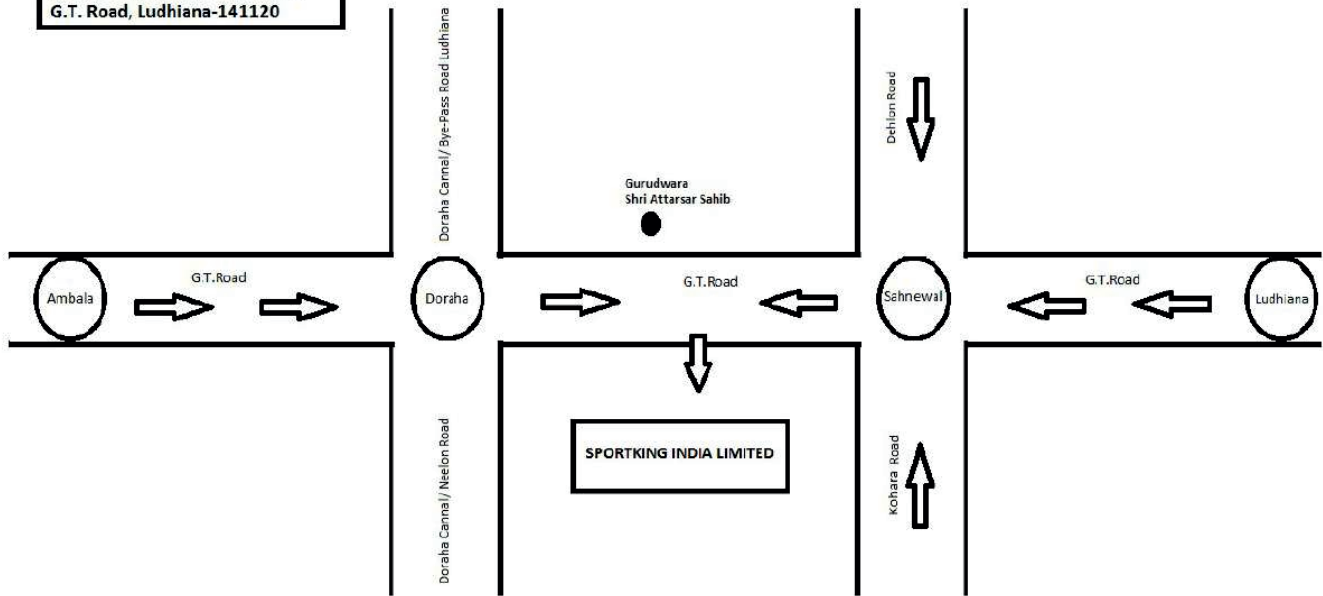 G.T. Road, Ludhiana-141120
Doraha Cannal/ Bye-Pass Road Ludhiana
Dehlon Road
Gurudwara
Shri Attarsar Sahib
Ambala
G.T.Road
Doraha
G.T.Road
Sahnewal
G.T.Road
Ludhiana
SPORTKING INDIA LIMITED
Doraha Cannal/ Neelon Road
Kohara Road